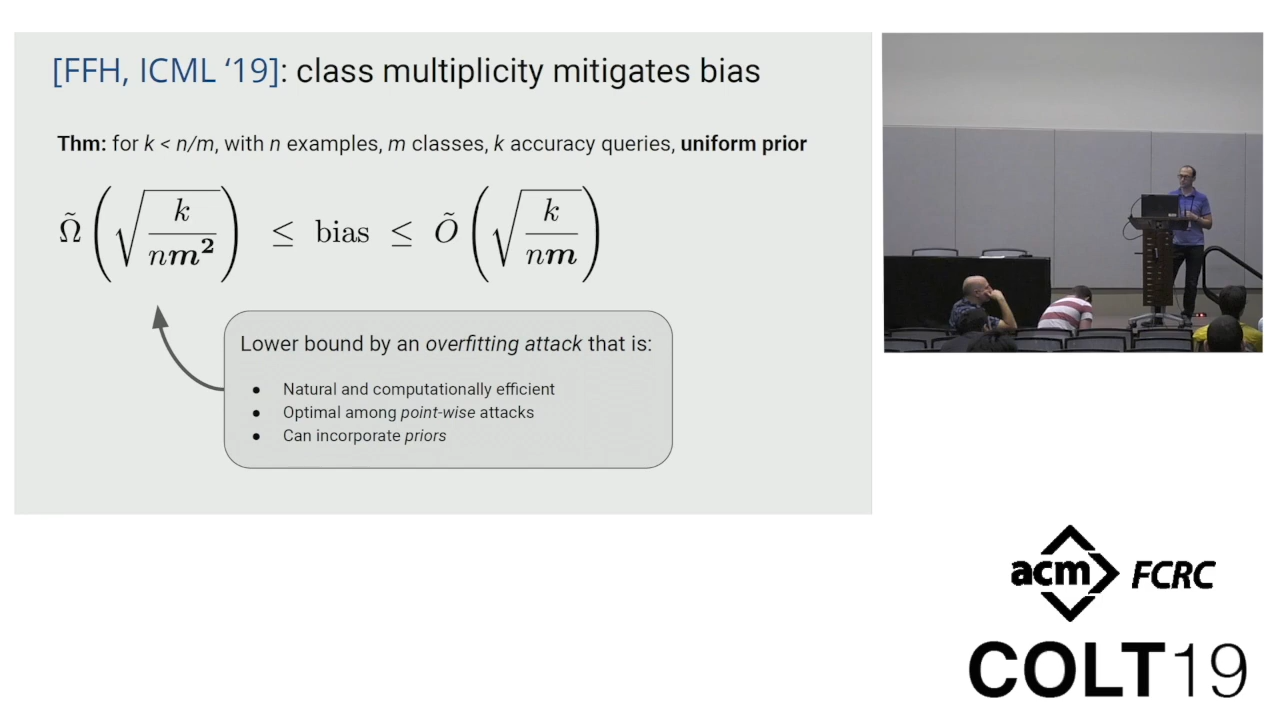 [FFH, ICML ‘19]: class multiplicity mitigates bias
Thm: for k < n/m, with n examples, m classes, k accuracy queries, uniform prior
Ω̃(√(k/(nm²))) ≤ bias ≤ Õ(√(k/(nm)))
Lower bound by an overfitting attack that is:
● Natural and computationally efficient
● Optimal among point-wise attacks
● Can incorporate priors
acm FCRC
COLT19